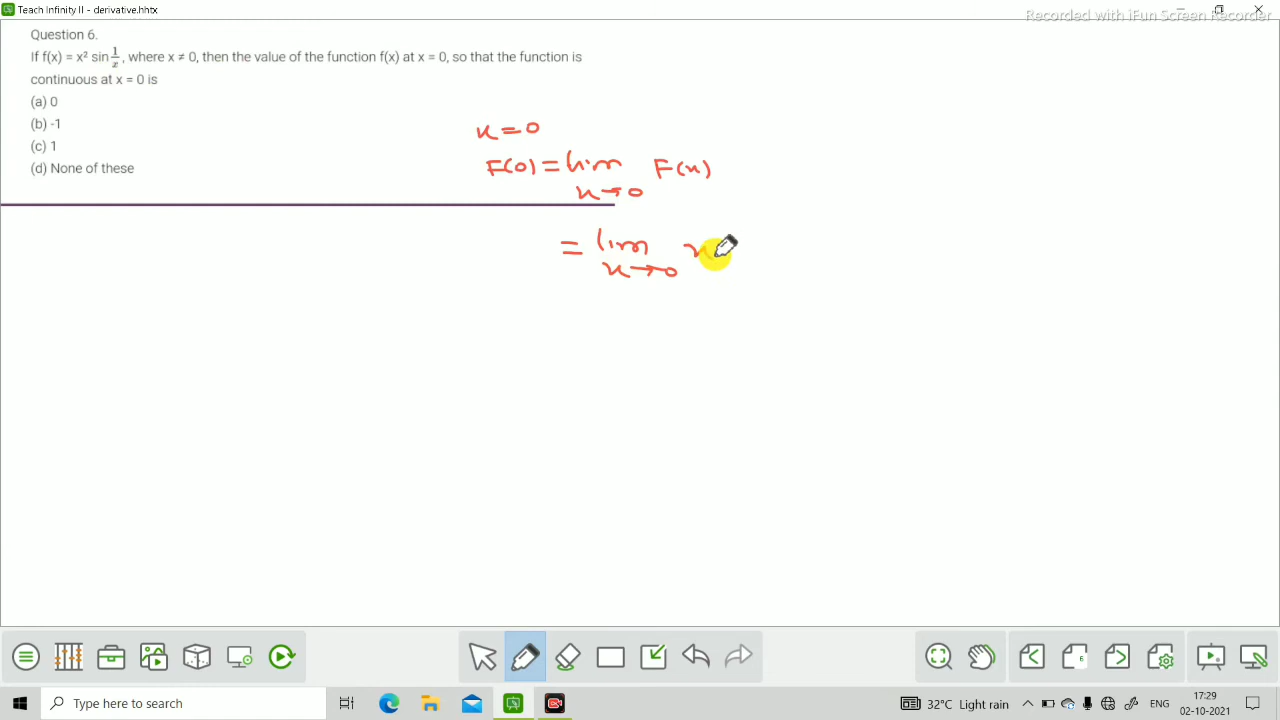 Teach Infinity II - derivative.hhtx
Recorded with iFun Screen Recorder
Question 6.
If f(x) = x² sin 1/x , where x ≠ 0, then the value of the function f(x) at x = 0, so that the function is
continuous at x = 0 is
(a) 0
(b) -1
(c) 1
(d) None of these
x = 0
F(0) = lim F(x)
x→0
= lim x
x→0
6
Type here to search
32°C Light rain
ENG
17:29
02-10-2021